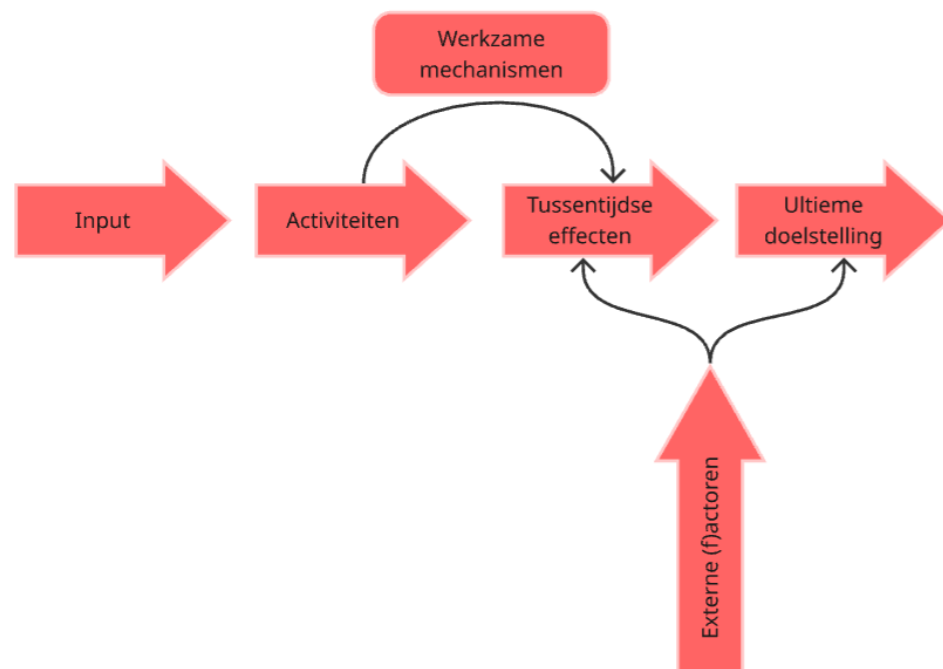 Werkzame
mechanismen
Input
Activiteiten
Tussentijdse
effecten
Ultieme
doelstelling
Externe (f)actoren